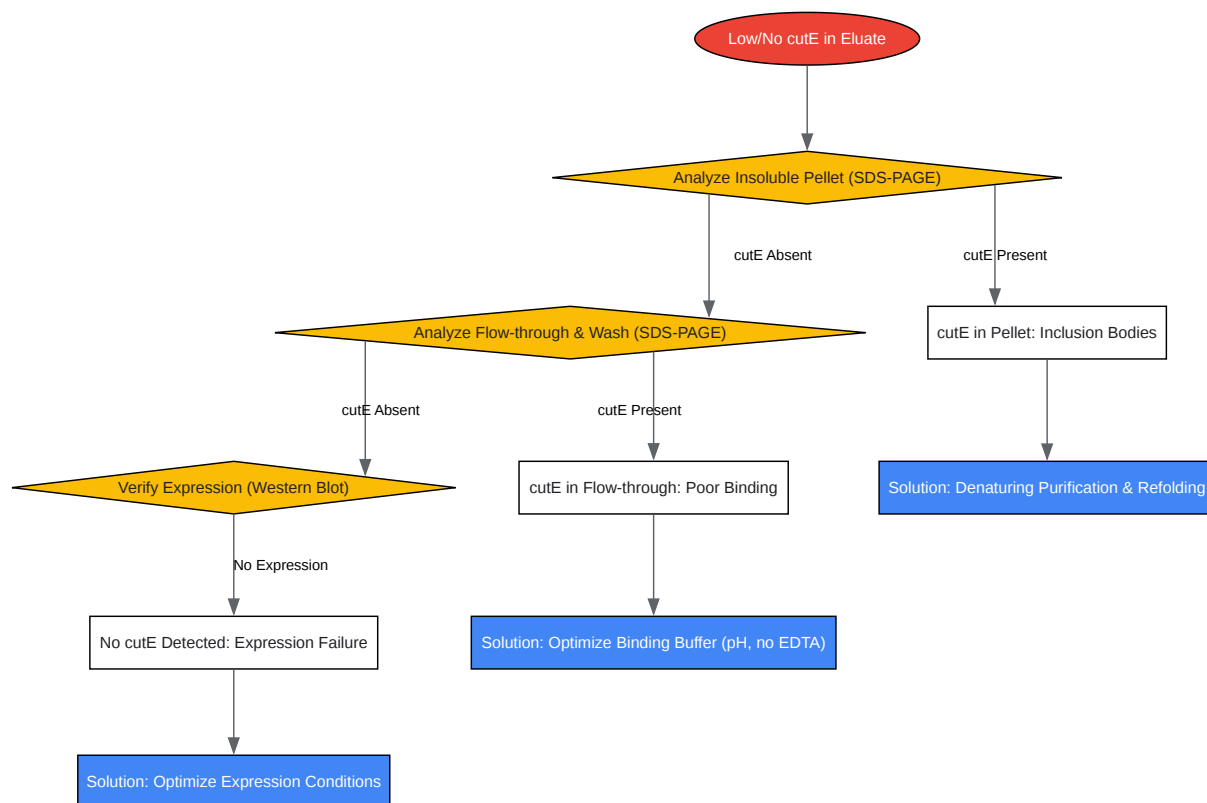 Low/No cutE in Eluate
Analyze Insoluble Pellet (SDS-PAGE)
cutE Absent
cutE Present
Analyze Flow-through & Wash (SDS-PAGE)
cutE in Pellet: Inclusion Bodies
cutE Absent
cutE Present
Verify Expression (Western Blot)
cutE in Flow-through: Poor Binding
Solution: Denaturing Purification & Refolding
No Expression
No cutE Detected: Expression Failure
Solution: Optimize Binding Buffer (pH, no EDTA)
Solution: Optimize Expression Conditions